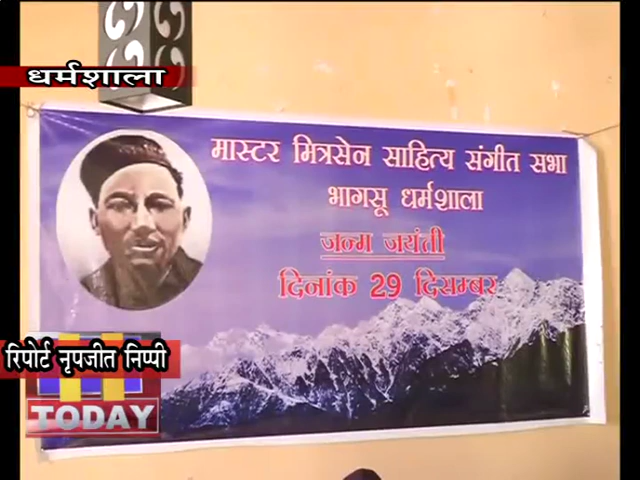 धर्मशाला
मास्टर मित्रसेन साहित्य संगीत सभा
भागसू धर्मशाला
जन्म जयंती
दिनांक 29 दिसम्बर
रिपोर्ट नृपजीत निप्पी
TODAY